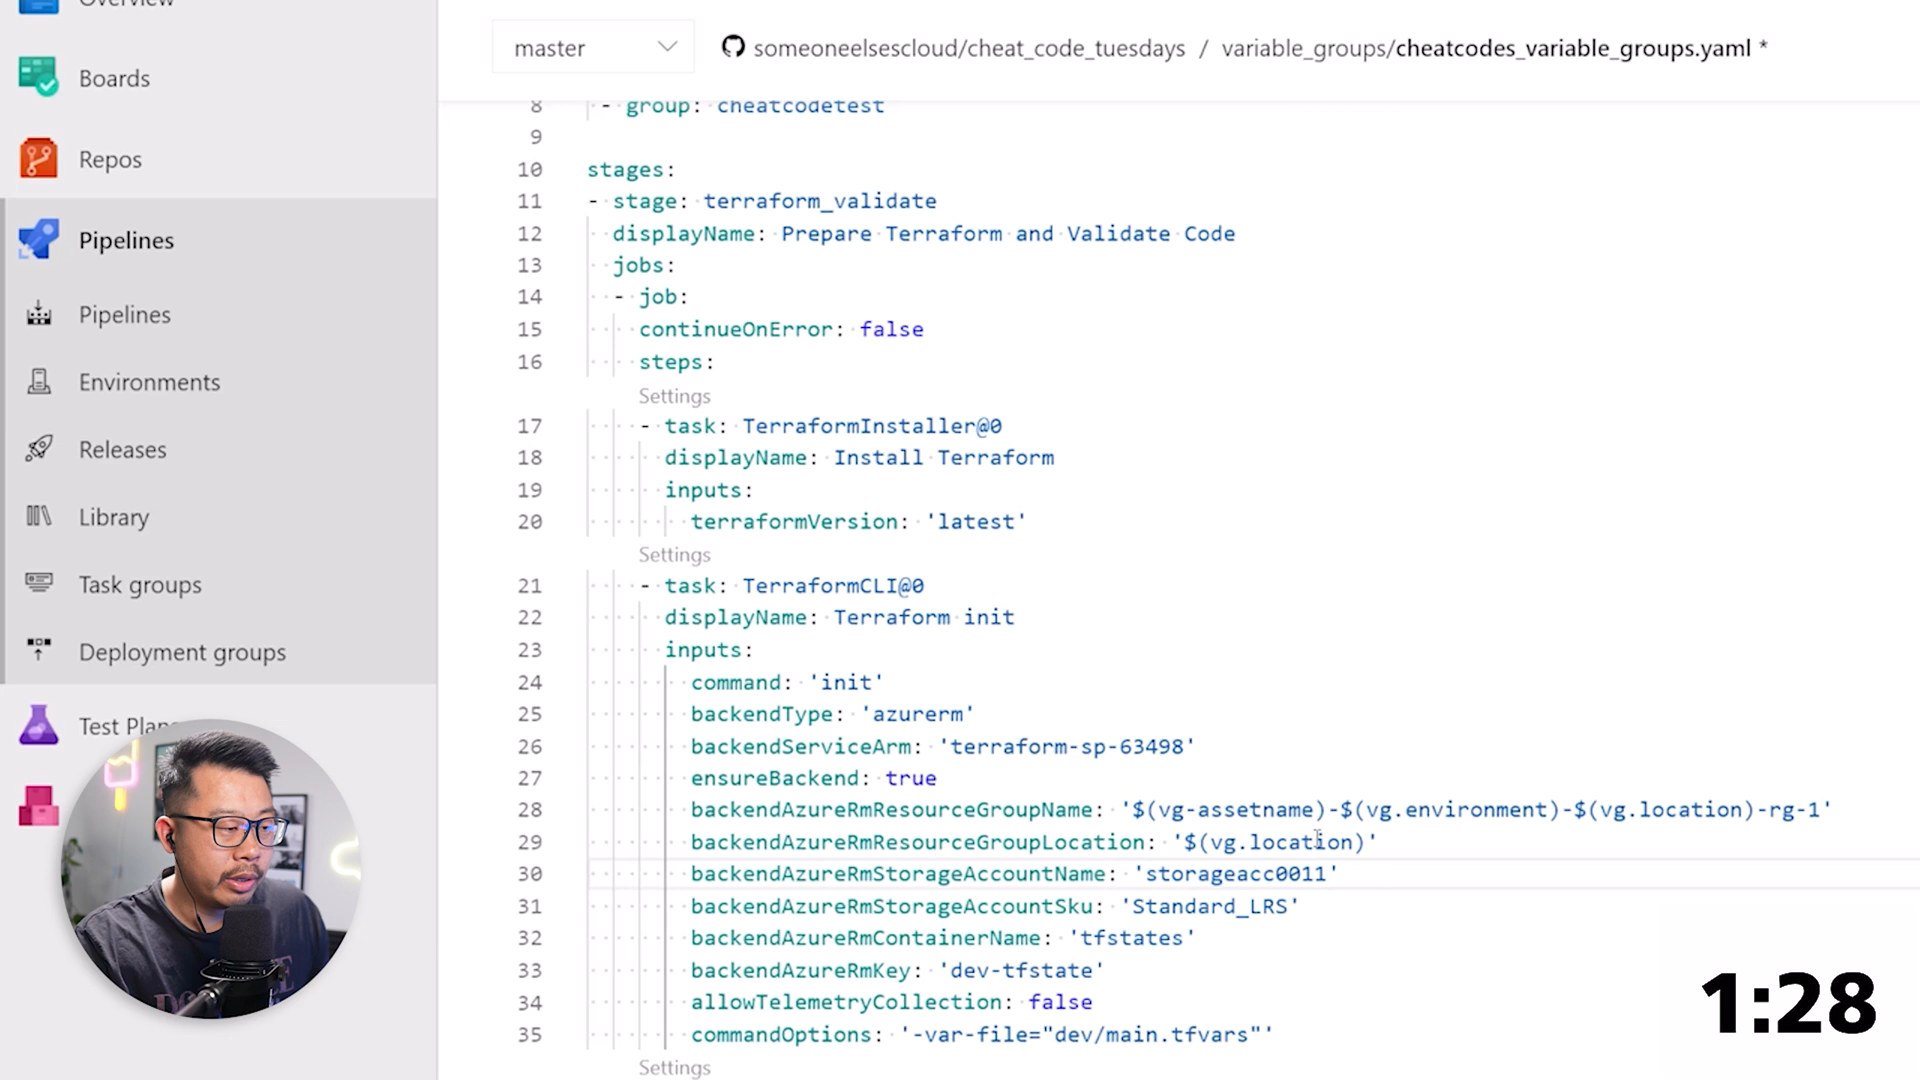 Overview
Boards
Repos
Pipelines
Pipelines
Environments
Releases
Library
Task groups
Deployment groups
Test Plans
master
someoneelsescloud/cheat_code_tuesdays / variable_groups/cheatcodes_variable_groups.yaml *
8 - group: cheatcodetest
9
10 stages:
11 - stage: terraform_validate
12 displayName: Prepare Terraform and Validate Code
13 jobs:
14 - job:
15 continueOnError: false
16 steps:
Settings
17 - task: TerraformInstaller@0
18 displayName: Install Terraform
19 inputs:
20 terraformVersion: 'latest'
Settings
21 - task: TerraformCLI@0
22 displayName: Terraform init
23 inputs:
24 command: 'init'
25 backendType: 'azurerm'
26 backendServiceArm: 'terraform-sp-63498'
27 ensureBackend: true
28 backendAzureRmResourceGroupName: '$(vg-assetname)-$(vg.environment)-$(vg.location)-rg-1'
29 backendAzureRmResourceGroupLocation: '$(vg.location)'
30 backendAzureRmStorageAccountName: 'storageacc0011'
31 backendAzureRmStorageAccountSku: 'Standard_LRS'
32 backendAzureRmContainerName: 'tfstates'
33 backendAzureRmKey: 'dev-tfstate'
34 allowTelemetryCollection: false
35 commandOptions: '-var-file="dev/main.tfvars"'
Settings
1:28